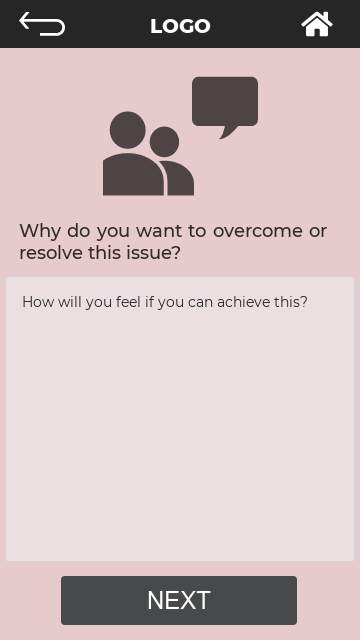 LOGO
Why do you want to overcome or
resolve this issue?
How will you feel if you can achieve this?
NEXT